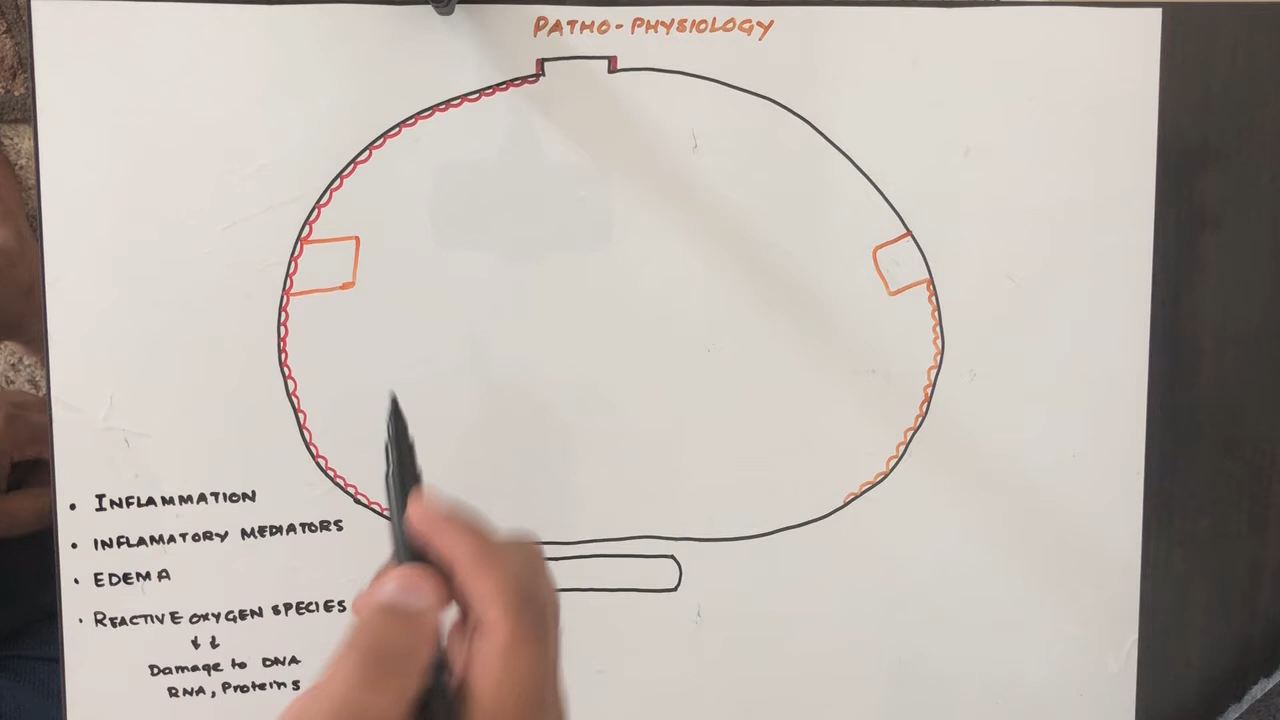 PATHO-PHYSIOLOGY
• INFLAMMATION
• INFLAMATORY MEDIATORS
• EDEMA
• REACTIVE OXYGEN SPECIES
↓ ↓
Damage to DNA
RNA, Proteins